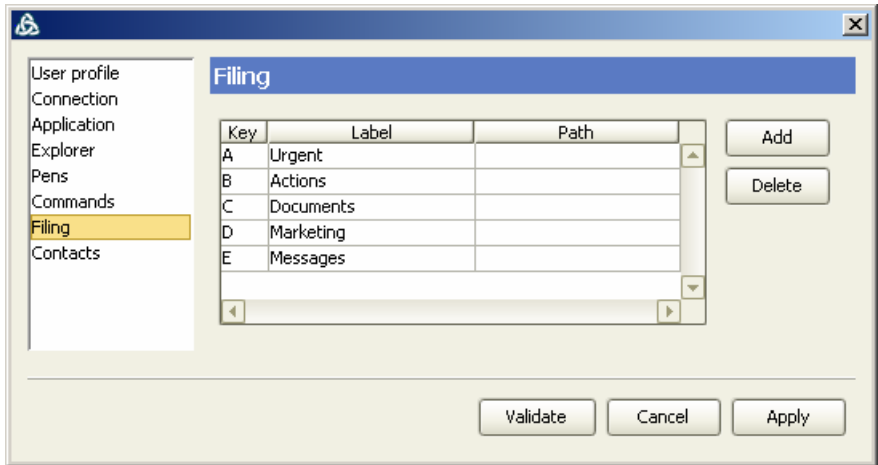 User profile
Connection
Application
Explorer
Pens
Commands
Filing
Contacts
Filing
Key Label Path
A Urgent
B Actions
C Documents
D Marketing
E Messages
Add
Delete
Validate Cancel Apply